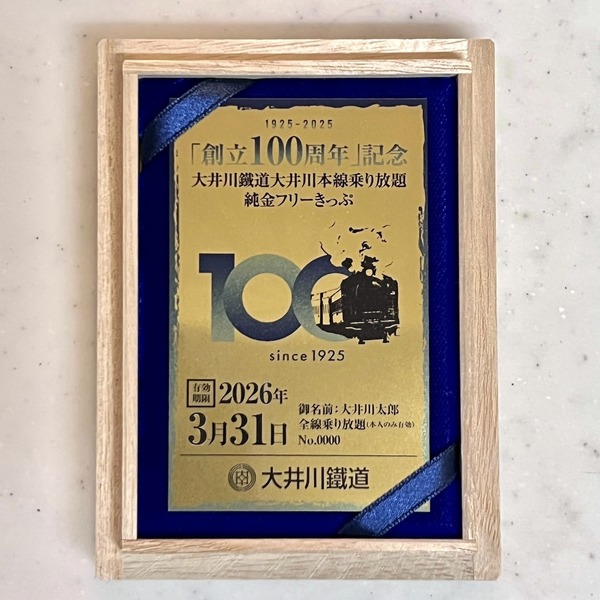 1925-2025
「創立100周年」記念
大井川鐵道大井川本線乗り放題
純金フリーきっぷ
100
since1925
有効
期限
2026年
3月31日
御名前：大井川太郎
全線乗り放題（本人のみ有効）
No.0000
大井川鐵道